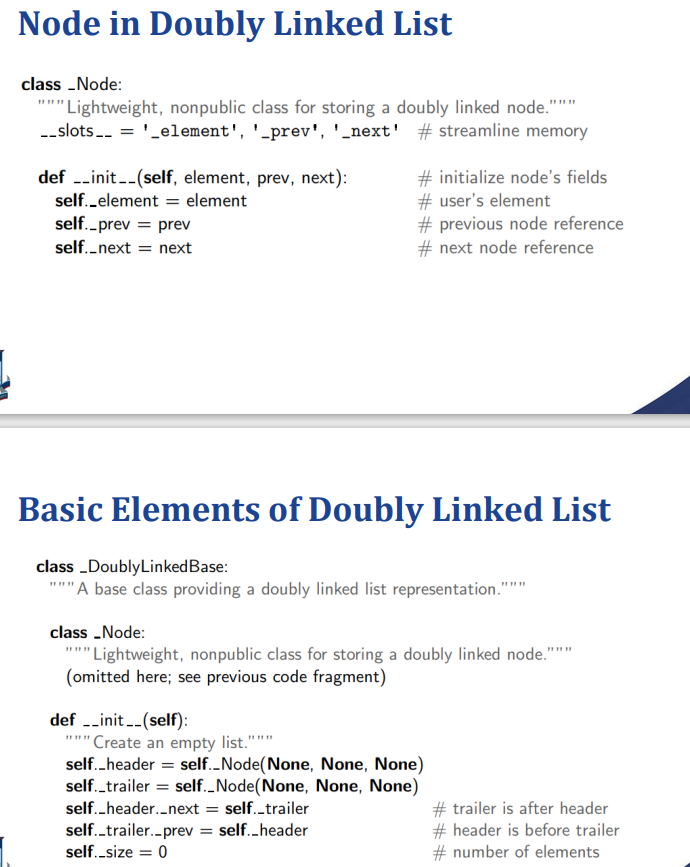 Node in Doubly Linked List
class _Node:
"""Lightweight, nonpublic class for storing a doubly linked node."""
__slots__ = '_element', '_prev', '_next' # streamline memory
def __init__(self, element, prev, next): # initialize node's fields
self._element = element # user's element
self._prev = prev # previous node reference
self._next = next # next node reference
Basic Elements of Doubly Linked List
class _DoublyLinkedBase:
"""A base class providing a doubly linked list representation."""
class _Node:
"""Lightweight, nonpublic class for storing a doubly linked node."""
(omitted here; see previous code fragment)
def __init__(self):
"""Create an empty list."""
self._header = self._Node(None, None, None)
self._trailer = self._Node(None, None, None)
self._header._next = self._trailer # trailer is after header
self._trailer._prev = self._header # header is before trailer
self._size = 0 # number of elements